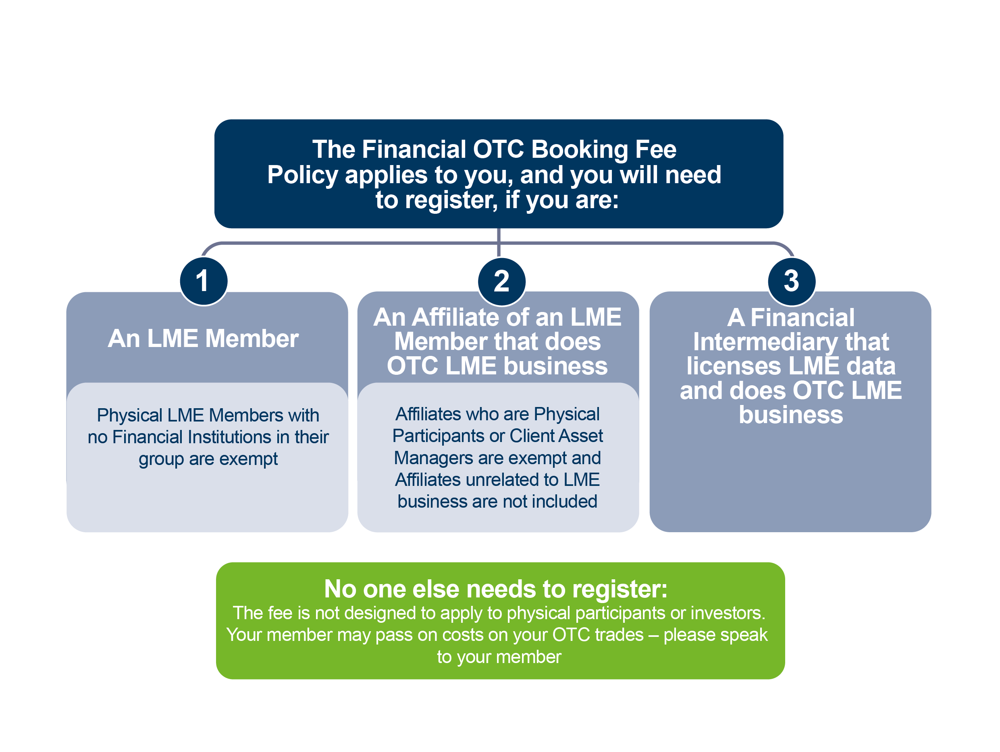 The Financial OTC Booking Fee
Policy applies to you, and you will need
to register, if you are:
1
An LME Member
Physical LME Members with
no Financial Institutions in their
group are exempt
2
An Affiliate of an LME
Member that does
OTC LME business
Affiliates who are Physical
Participants or Client Asset
Managers are exempt and
Affiliates unrelated to LME
business are not included
3
A Financial
Intermediary that
licenses LME data
and does OTC LME
business
No one else needs to register:
The fee is not designed to apply to physical participants or investors.
Your member may pass on costs on your OTC trades – please speak
to your member